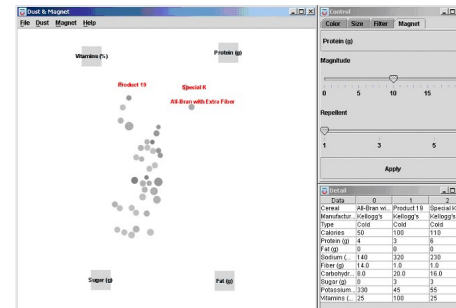 Dust & Magnet
File Dust Magnet Help
Vitamins (%)
Protein (g)
Product 19
Special K
All-Bran with Extra Fiber
Sugar (g)
Fat (g)
Control
Color Size Filter Magnet
Protein (g)
Magnitude
0 5 10 15
Repellent
1 3 5
Apply
Detail
Data 0 1 2
Cereal All-Bran wi... Product 19 Special K
Manufactur... Kellogg's Kellogg's Kellogg's
Type Cold Cold Cold
Calories 50 100 110
Protein (g) 4 3 6
Fat (g) 0 0 0
Sodium (... 140 320 230
Fiber (g) 14.0 1.0 1.0
Carbohydr... 8.0 20.0 16.0
Sugar (g) 0 3 3
Potassium... 330 45 55
Vitamins (... 25 100 25